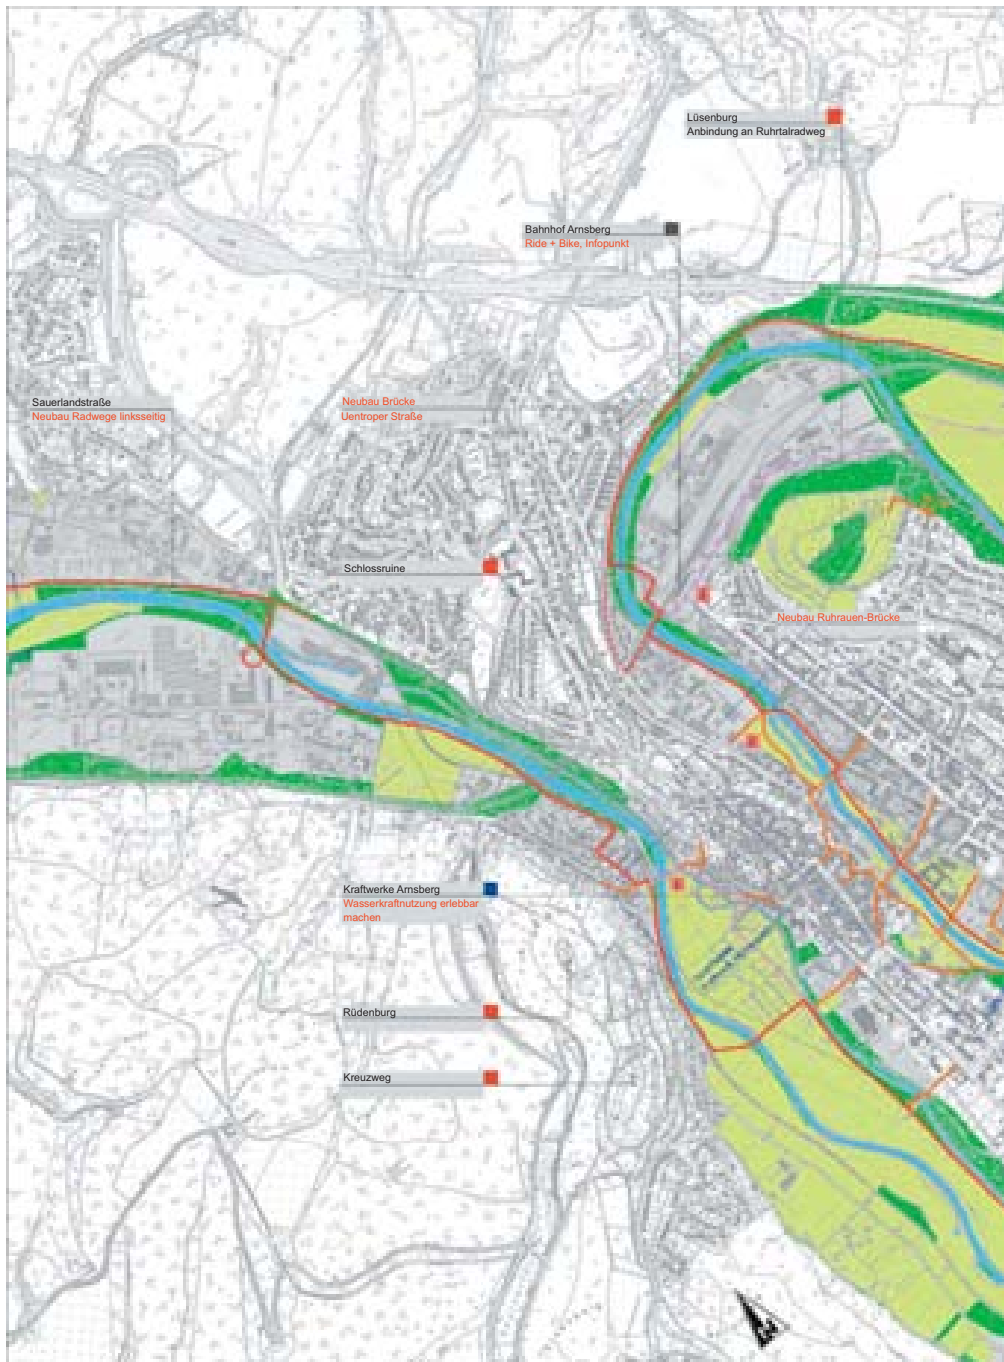 Lüsenburg
Anbindung an Ruhrtalradweg
Bahnhof Arnsberg
Ride + Bike, Infopunkt
Sauerlandstraße
Neubau Radwege linksseitig
Neubau Brücke
Uentroper Straße
Schlossruine
Neubau Ruhrauen-Brücke
Kraftwerke Arnsberg
Wasserkraftnutzung erlebbar
machen
Rüdenburg
Kreuzweg